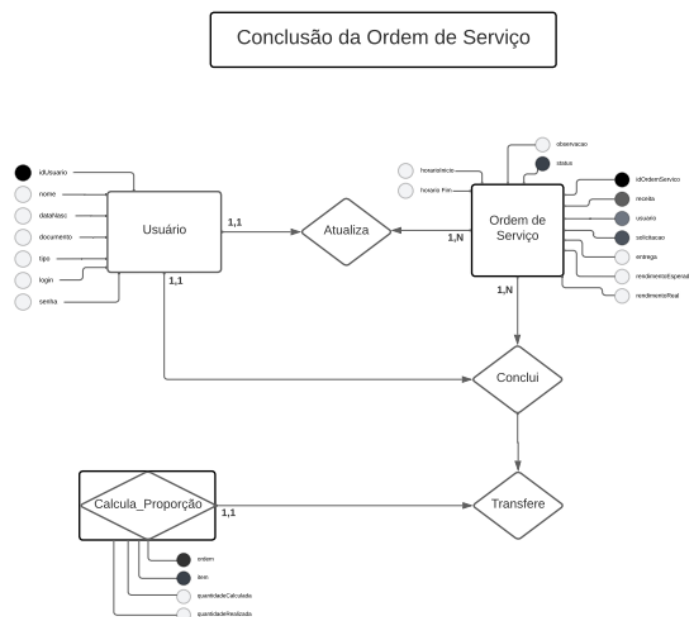 Conclusão da Ordem de Serviço
observacao
status
horarioInicio
horario Fim
idOrdemServico
receita
usuario
solicitacao
entrega
rendimentoEsperad
rendimentoReal
idUsuario
nome
dataNasc
documento
tipo
login
senha
Usuário
1,1
Atualiza
1,N
Ordem de
Serviço
1,1
1,N
Conclui
Calcula_Proporção
1,1
Transfere
ordem
item
quantidadeCalculada
quantidadeRealizada